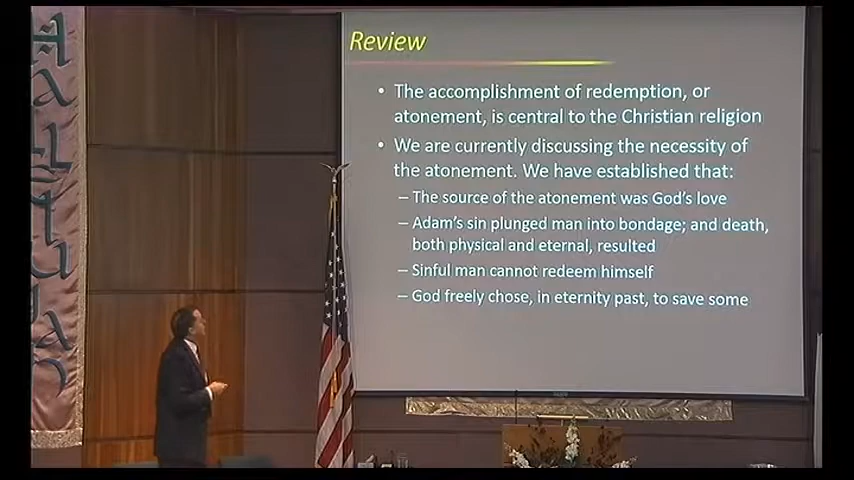 Review
• The accomplishment of redemption, or
atonement, is central to the Christian religion
• We are currently discussing the necessity of
the atonement. We have established that:
– The source of the atonement was God's love
– Adam's sin plunged man into bondage; and death,
both physical and eternal, resulted
– Sinful man cannot redeem himself
– God freely chose, in eternity past, to save some